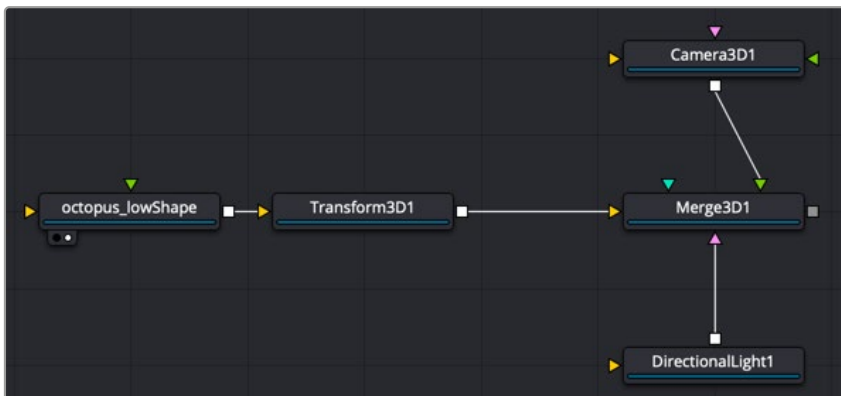 Camera3D1
octopus_lowShape
Transform3D1
Merge3D1
DirectionalLight1